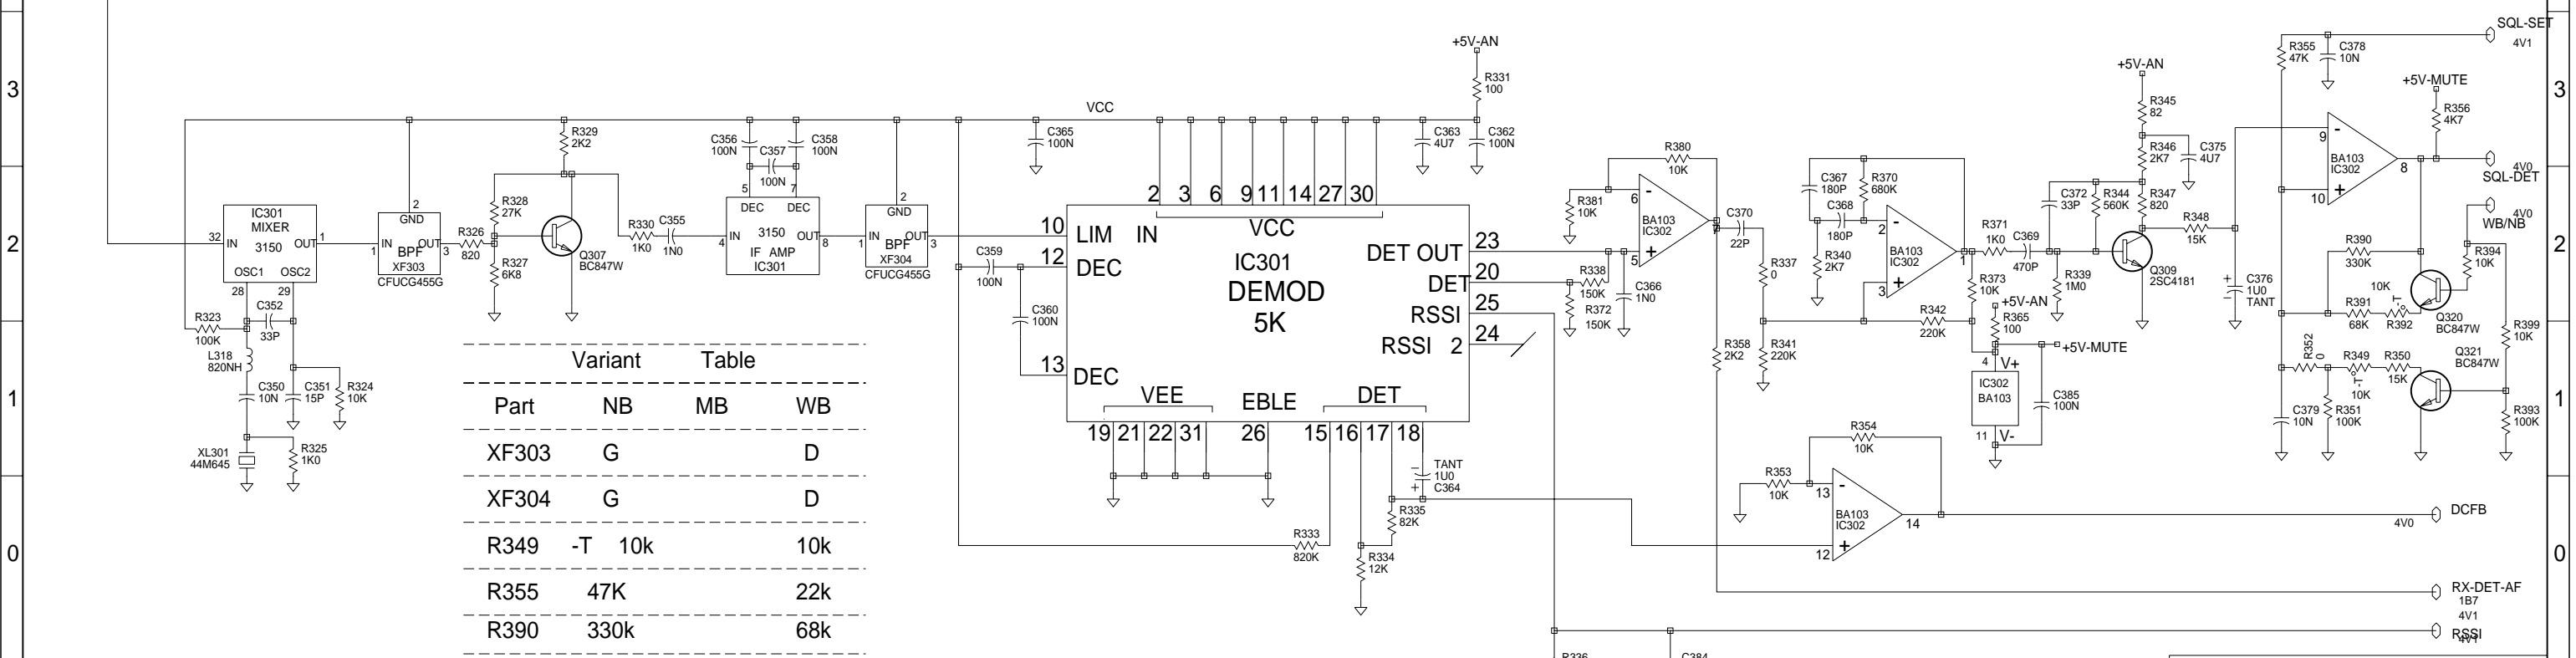 SQL-SET
4V1
+5V-AN
R331
100
VCC
+5V-AN
R345
82
R355
47K
C378
10N
+5V-MUTE
R356
4K7
3
3
R329
2K2
C356
100N
C357
100N
C358
100N
C365
100N
C363
4U7
C362
100N
R380
10K
R346
2K7
C375
4U7
9
-
BA103
IC302
8
+
10
4V0
SQL-DET
4V0
WB/NB
IC301
MIXER
3150
32
IN
OUT
1
OSC1
OSC2
28
29
2
GND
1
IN
OUT
3
BPF
XF303
CFUCG455G
R326
820
R328
27K
R327
6K8
Q307
BC847W
R330
1K0
C355
1N0
5
7
DEC
DEC
3150
4
IN
OUT
8
IF AMP
IC301
2
GND
1
IN
OUT
3
BPF
XF304
CFUCG455G
C359
100N
C360
100N
2
3
6
9
11
14
27
30
VCC
10
LIM IN
12
DEC
13
DEC
IC301
DEMOD
5K
DET OUT
23
DET
20
RSSI
25
RSSI 2
24
VEE
EBLE
DET
19
21
22
31
26
15
16
17
18
R381
10K
6
-
BA103
IC302
7
5
+
R338
150K
R372
150K
C366
1N0
C370
22P
R337
0
R358
2K2
R341
220K
C367
180P
C368
180P
R370
680K
R340
2K7
2
-
BA103
IC302
1
3
+
R342
220K
R371
1K0
C369
470P
R373
10K
+5V-AN
R365
100
+5V-MUTE
4
V+
IC302
BA103
11
V-
C385
100N
C372
33P
R344
560K
R347
820
R339
1M0
Q309
2SC4181
R348
15K
+
-
C376
1U0
TANT
R390
330K
R391
68K
10K
-T°
R392
Q320
BC847W
R394
10K
R399
10K
R352
0
R349
-T°
10K
R350
15K
Q321
BC847W
R393
100K
C379
10N
R351
100K
2
2
R323
100K
C352
33P
L318
820NH
C350
10N
C351
15P
R324
10K
XL301
44M645
R325
1K0
1
1
Variant Table
Part NB MB WB
XF303 G D
XF304 G D
R349 -T 10k 10k
R355 47K 22k
R390 330k 68k
-
+
TANT
1U0
C364
R335
82K
R333
820K
R334
12K
R354
10K
R353
10K
13
-
BA103
IC302
14
12
+
4V0
DCFB
0
0
RX-DET-AF
1B7
4V1
RSSI
4V1
R336
C384